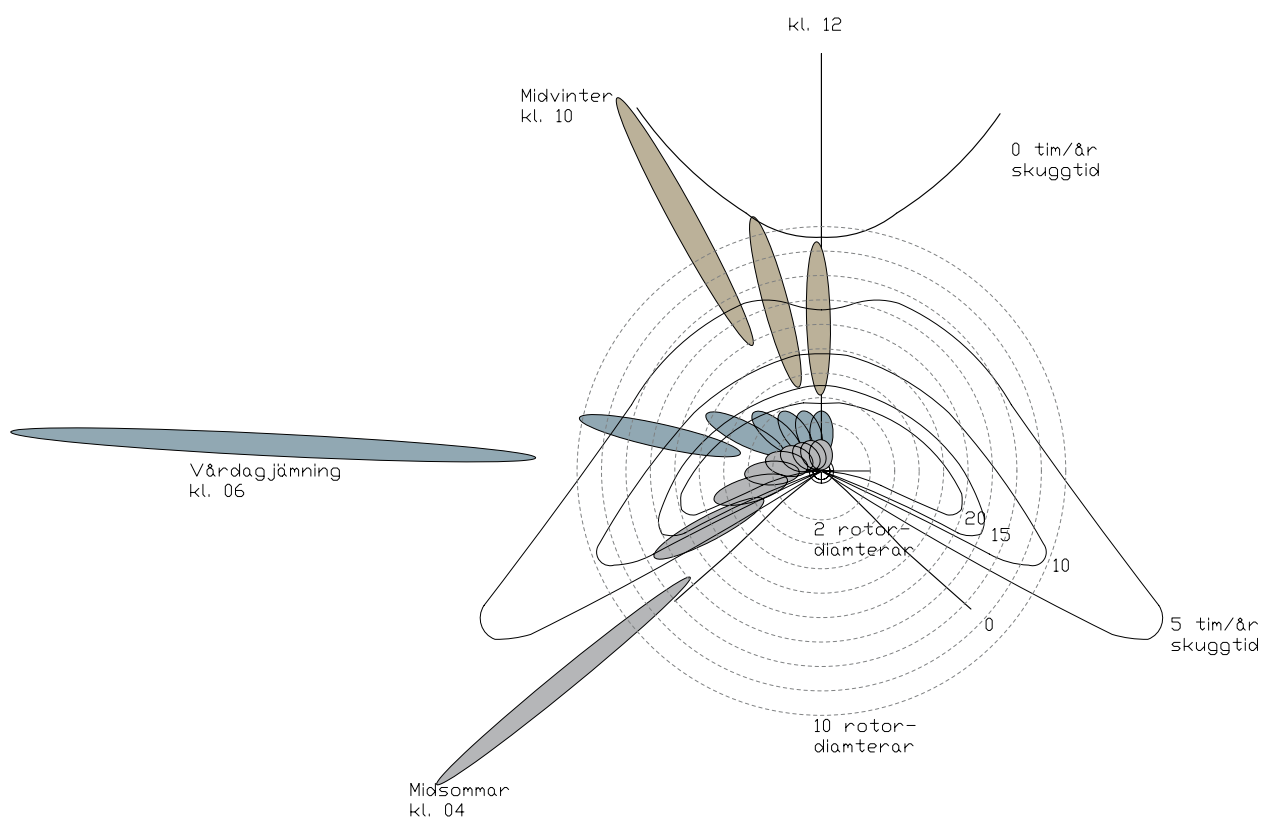 kl. 12
Midvinter
kl. 10
0 tim/år
skuggtid
Vårdagjämning
kl. 06
20
2 rotor-
diamterar
15
10
0
5 tim/år
skuggtid
10 rotor-
diamterar
Midsommar
kl. 04